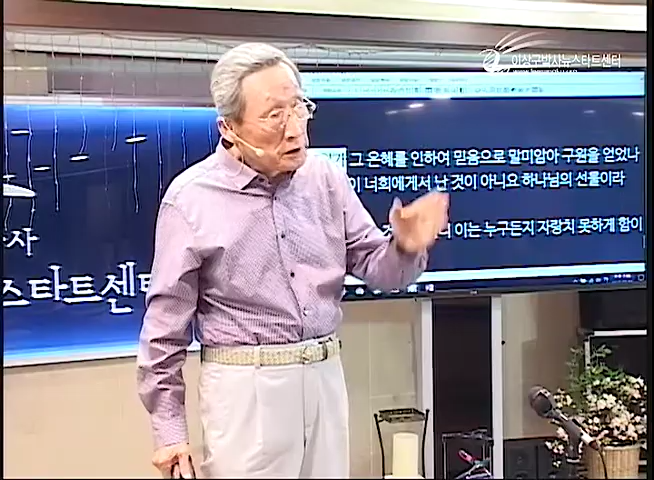 이상구박사뉴스타트센터
그 은혜를 인하여 믿음으로 말미암아 구원을 얻었나
이 너희에게서 난 것이 아니요 하나님의 선물이라
이는 누구든지 자랑치 못하게 함이
사
스타트센터